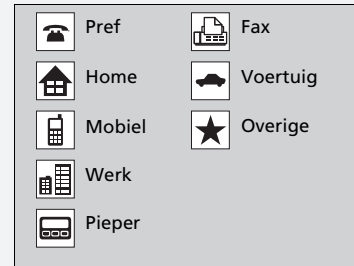 Pref
Home
Mobiel
Werk
Pieper
Fax
Voertuig
Overige